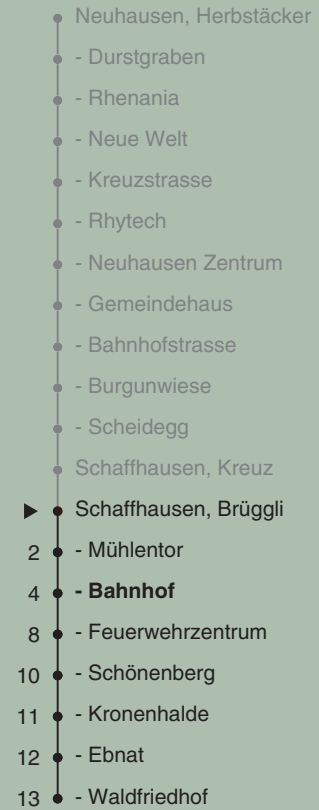 Neuhausen, Herbstäcker
- Durstgraben
- Rhenania
- Neue Welt
- Kreuzstrasse
- Rhytech
- Neuhausen Zentrum
- Gemeindehaus
- Bahnhofstrasse
- Burgunwiese
- Scheidegg
Schaffhausen, Kreuz
Schaffhausen, Brüggli
2 - Mühlentor
4 - Bahnhof
8 - Feuerwehrzentrum
10 - Schönenberg
11 - Kronenhalde
12 - Ebnat
13 - Waldfriedhof